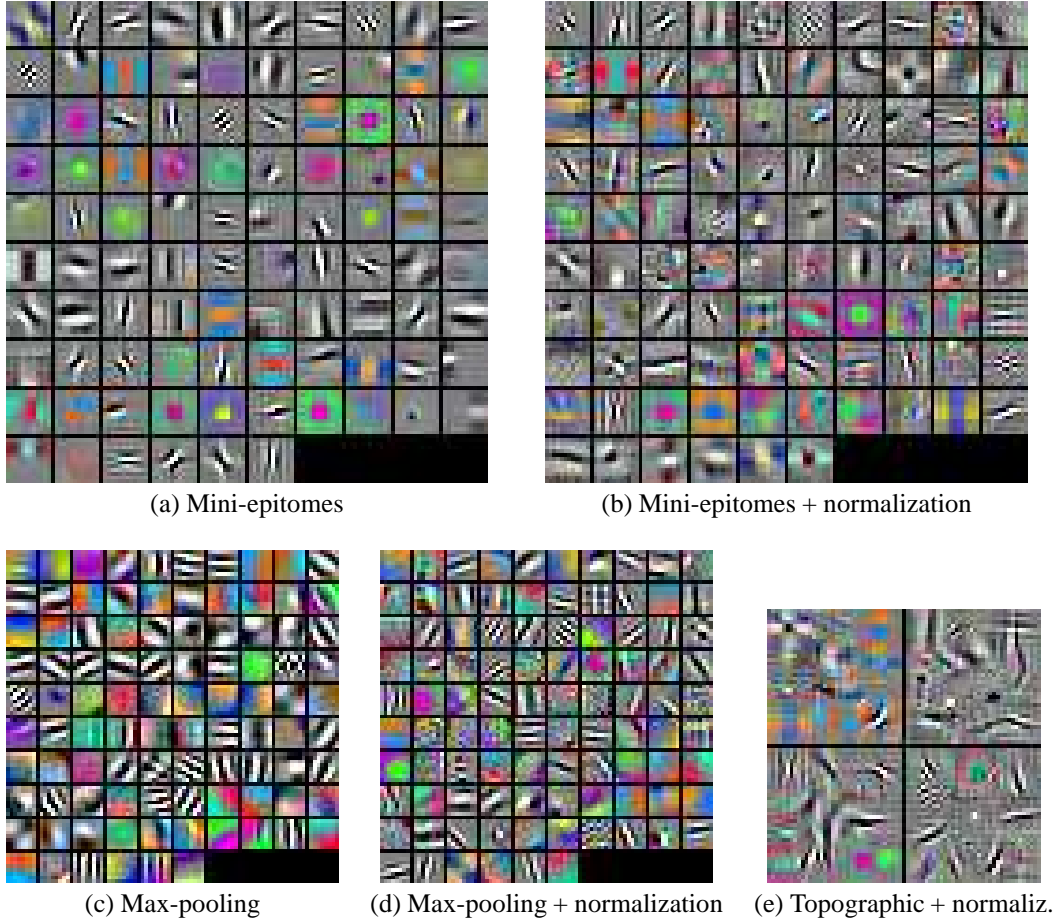 (a) Mini-epitomes
(b) Mini-epitomes + normalization
(c) Max-pooling
(d) Max-pooling + normalization
(e) Topographic + normaliz.